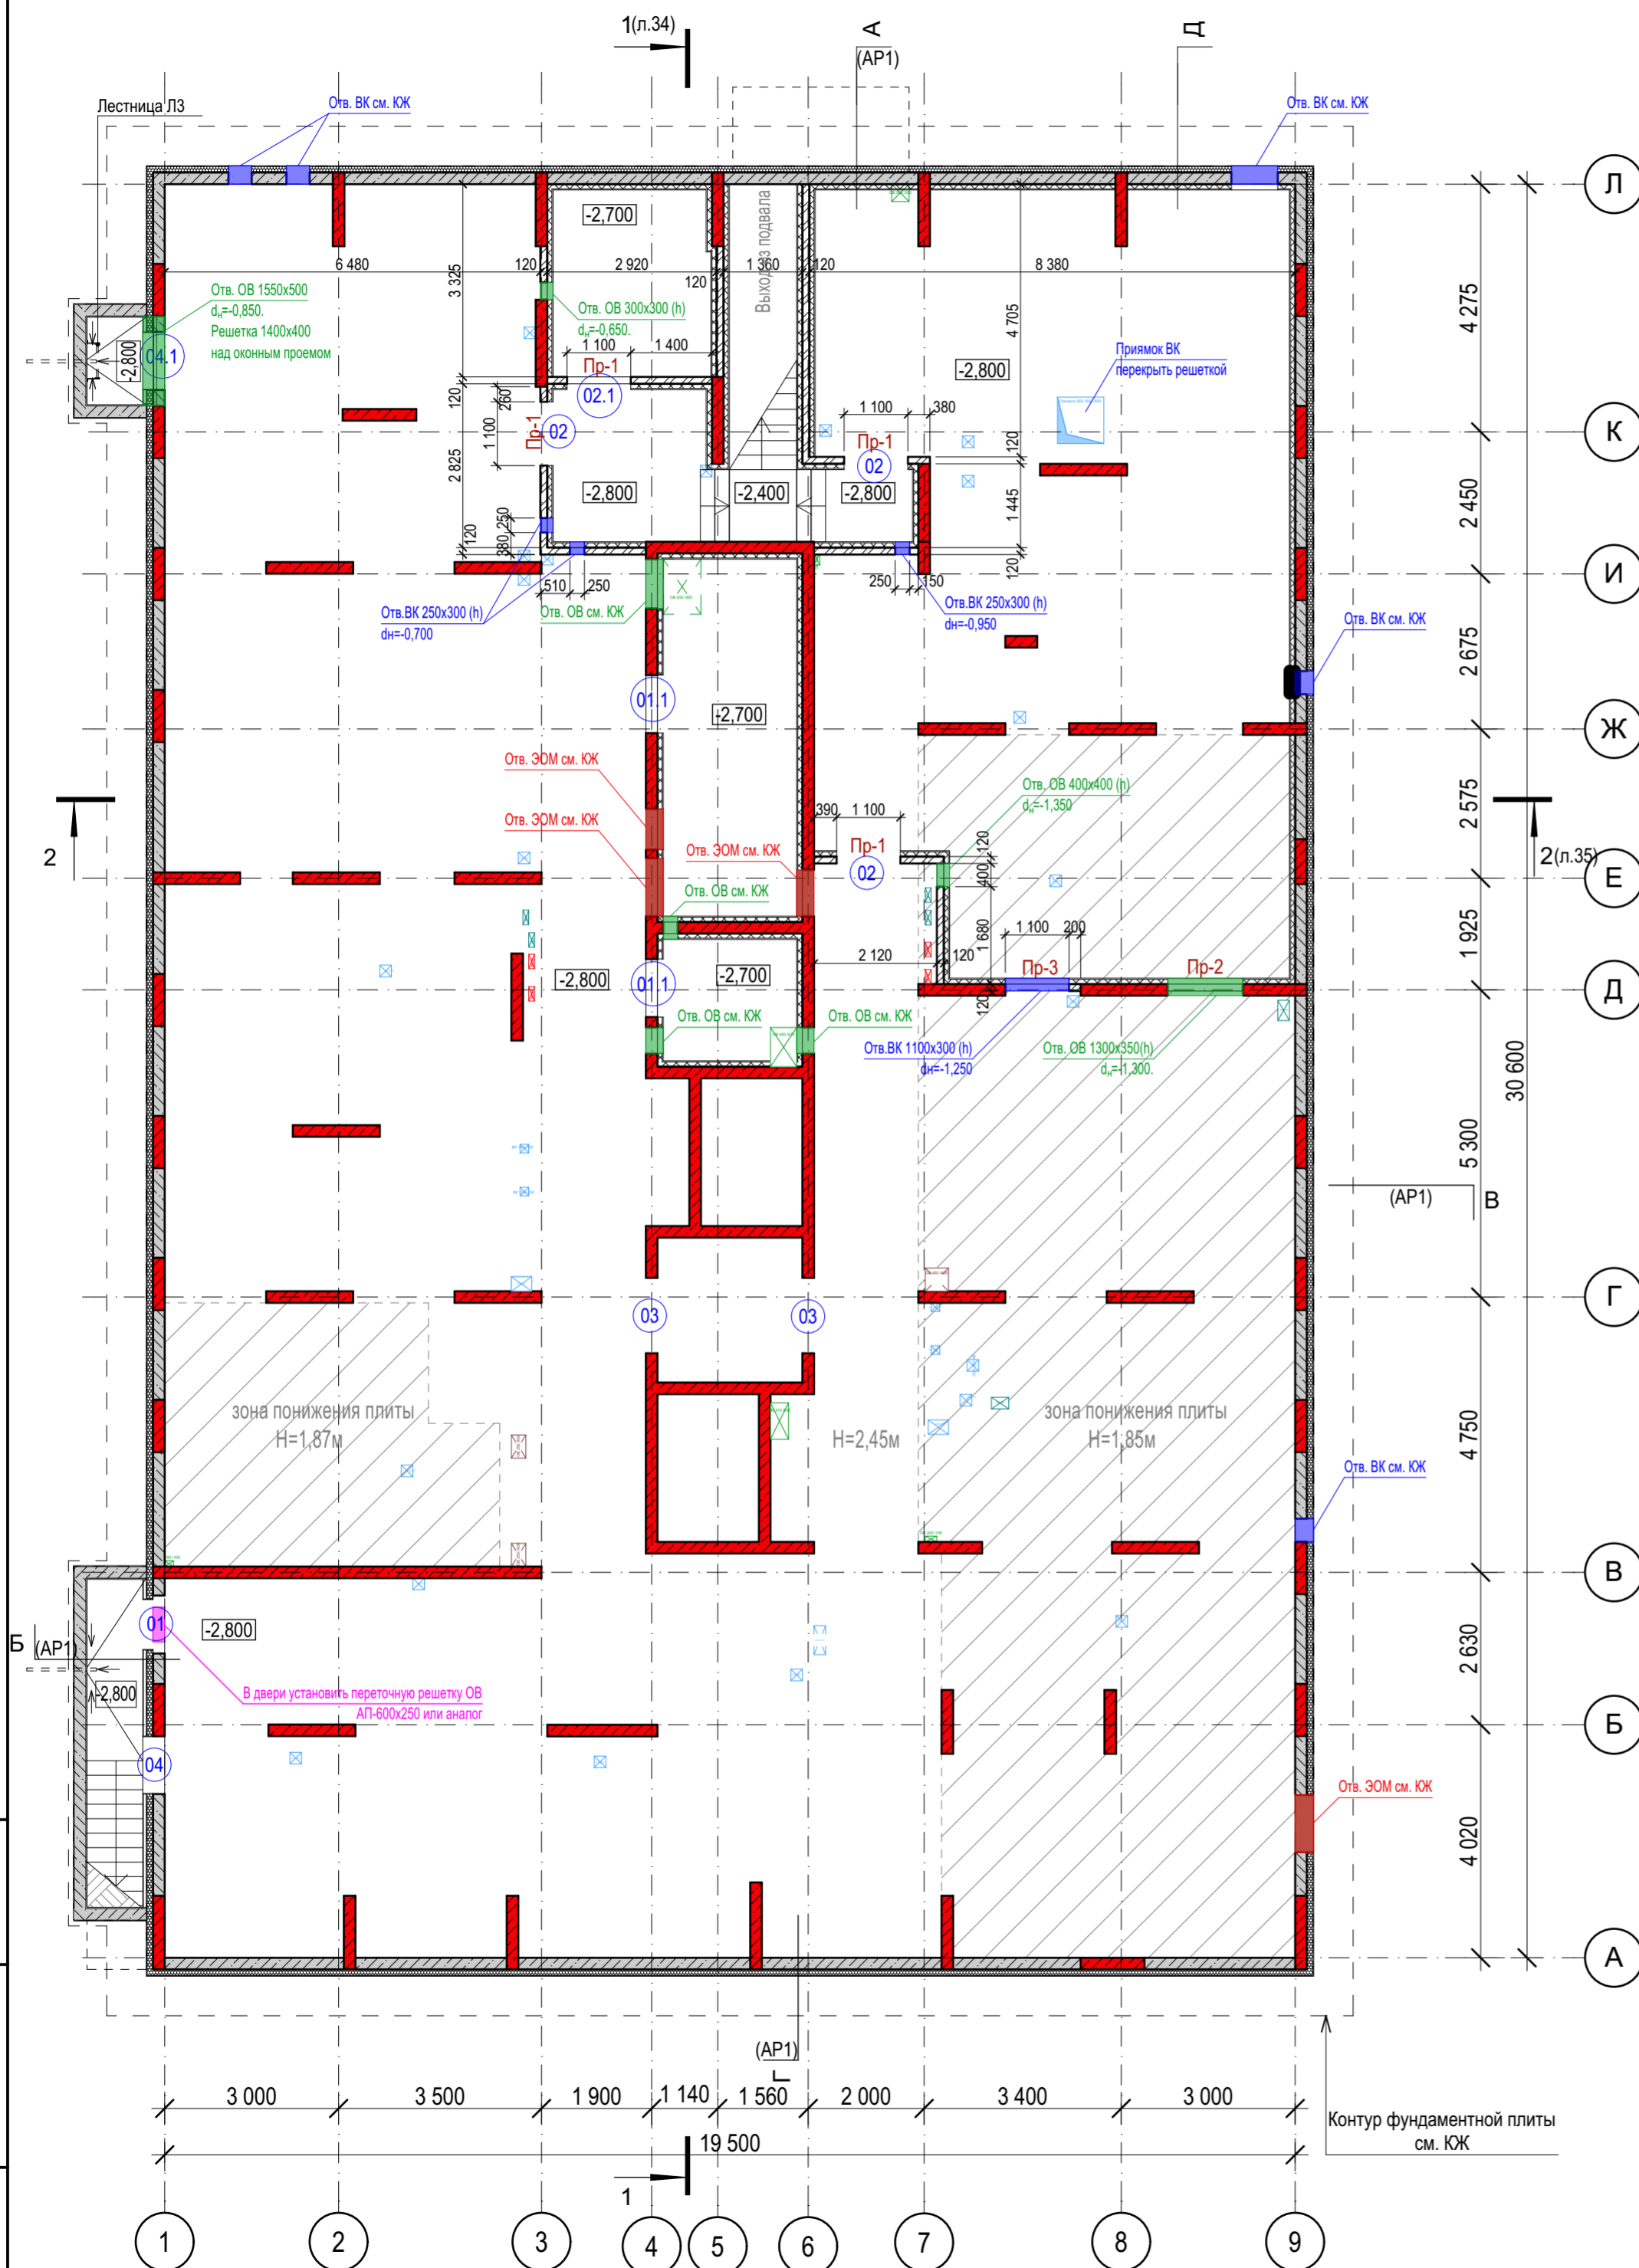 1(л.34)
А
(АР1)
Д
Лестница Л3
Отв. ВК см. КЖ
Отв. ВК см. КЖ
Л
-2,700
Выход из подвала
6 480
120
2 920
120
1 360
120
8 380
3 325
4 705
4 275
Отв. ОВ 1550х500
dн=-0,850.
Решетка 1400х400
над оконным проемом
Отв. ОВ 300х300 (h)
dн=-0,650.
-2,800
04.1
1 100
1 400
Пр-1
02.1
-2,800
Приямок ВК
перекрыть решеткой
120
260
1 100
2 825
Пр-1
02
1 100
380
Пр-1
02
120
К
-2,800
-2,400
-2,800
1 445
2 450
250
380
120
510
250
250
150
120
И
Отв.ВК 250х300 (h)
dн=-0,700
Отв. ОВ см. КЖ
Отв.ВК 250х300 (h)
dн=-0,950
Отв. ВК см. КЖ
2 675
01.1
-2,700
Ж
Отв. ЭОМ см. КЖ
Отв. ОВ 400х400 (h)
dн=-1,350
2 575
Отв. ЭОМ см. КЖ
390
1 100
2
Отв. ЭОМ см. КЖ
Пр-1
02
120
2(л.35)
Е
Отв. ОВ см. КЖ
400
1 680
1 925
2 120
120
1 100
200
-2,800
01.1
-2,700
Пр-3
Пр-2
Д
120
Отв. ОВ см. КЖ
Отв. ОВ см. КЖ
Отв.ВК 1100х300 (h)
dн=-1,250
Отв. ОВ 1300х350(h)
dн=-1,300.
30 600
5 300
(АР1)
В
Г
03
03
зона понижения плиты
Н=1,87м
Н=2,45м
зона понижения плиты
Н=1,85м
4 750
Отв. ВК см. КЖ
В
01
-2,800
Б
(АР1)
2 630
-2,800
В двери установить переточную решетку ОВ
АП-600х250 или аналог
Б
04
Отв. ЭОМ см. КЖ
4 020
А
(АР1)
Г
3 000
3 500
1 900
1 140
1 560
2 000
3 400
3 000
19 500
Контур фундаментной плиты
см. КЖ
1
1
2
3
4
5
6
7
8
9